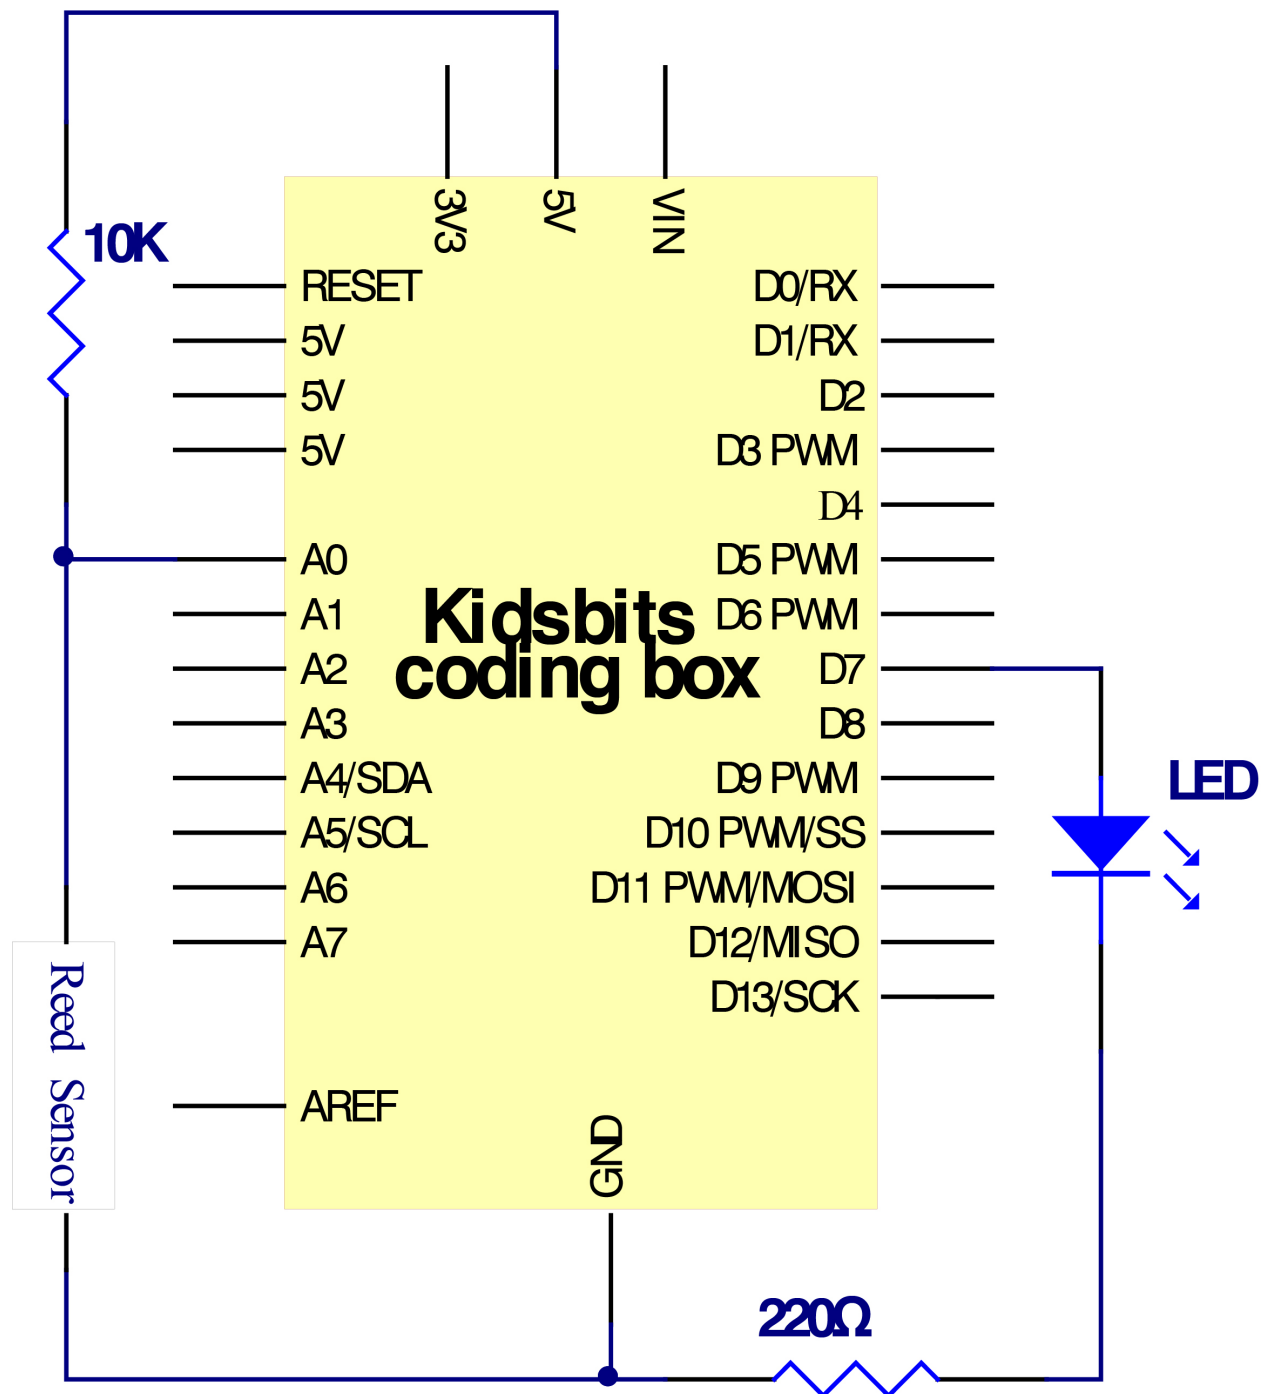 3V3
5V
VIN
10K
RESET
5V
5V
5V
A0
A1
A2
A3
A4/SDA
A5/SCL
A6
A7
AREF
Kidsbits
coding box
D0/RX
D1/RX
D2
D3 PWM
D4
D5 PWM
D6 PWM
D7
D8
D9 PWM
D10 PWM/SS
D11 PWM/MOSI
D12/MISO
D13/SCK
GND
LED
Reed Sensor
220Ω